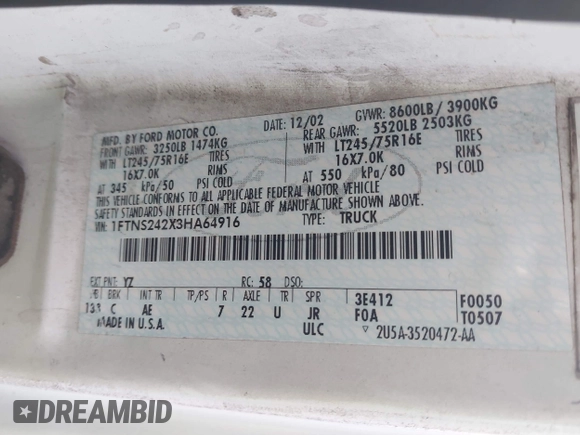 MFD. BY FORD MOTOR CO.
DATE: 12/02
GVWR: 8600LB/ 3900KG
FRONT GAWR: 3250LB 1474KG
REAR GAWR: 5520LB 2503KG
WITH LT245/75R16E TIRES
WITH LT245/75R16E TIRES
16X7.0K RIMS
16X7.0K RIMS
AT 345 kPa/50 PSI COLD
AT 550 kPa/80 PSI COLD
THIS VEHICLE CONFORMS TO ALL APPLICABLE FEDERAL MOTOR VEHICLE
SAFETY STANDARDS IN EFFECT ON THE DATE OF MANUFACTURE SHOWN ABOVE.
VIN: 1FTNS242X3HA64916
TYPE: TRUCK
EXT PNT: YZ RC: 58 DSO:
WB BRK INT TR TP/PS R AXLE TR SPR
138 C AE 7 22 U JR
3E412
F0050
F0A
T0507
MADE IN U.S.A.
ULC
▽ 2U5A-3520472-AA
DREAMBID